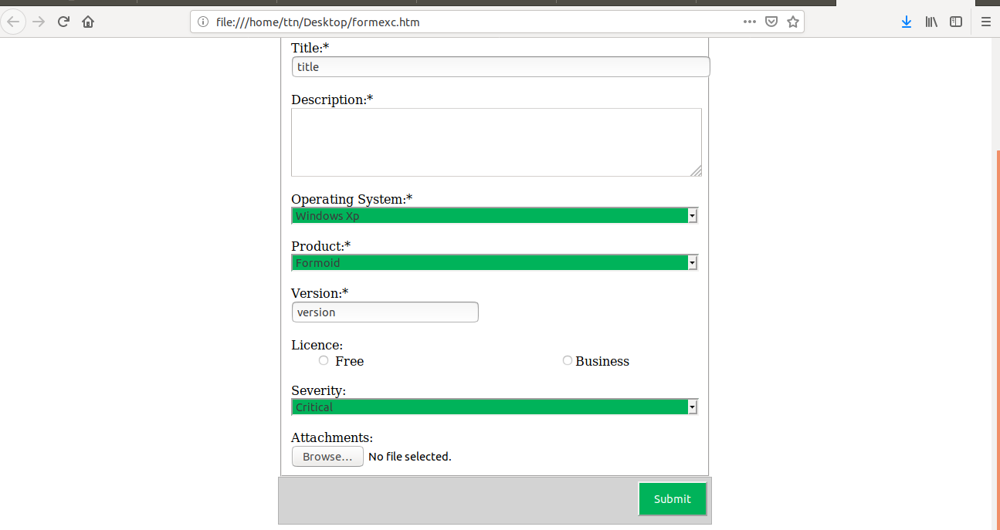 file:///home/ttn/Desktop/formexc.htm
Title:*
title
Description:*
Operating System:*
Windows Xp
Product:*
Formoid
Version:*
version
Licence:
Free Business
Severity:
Critical
Attachments:
Browse... No file selected.
Submit